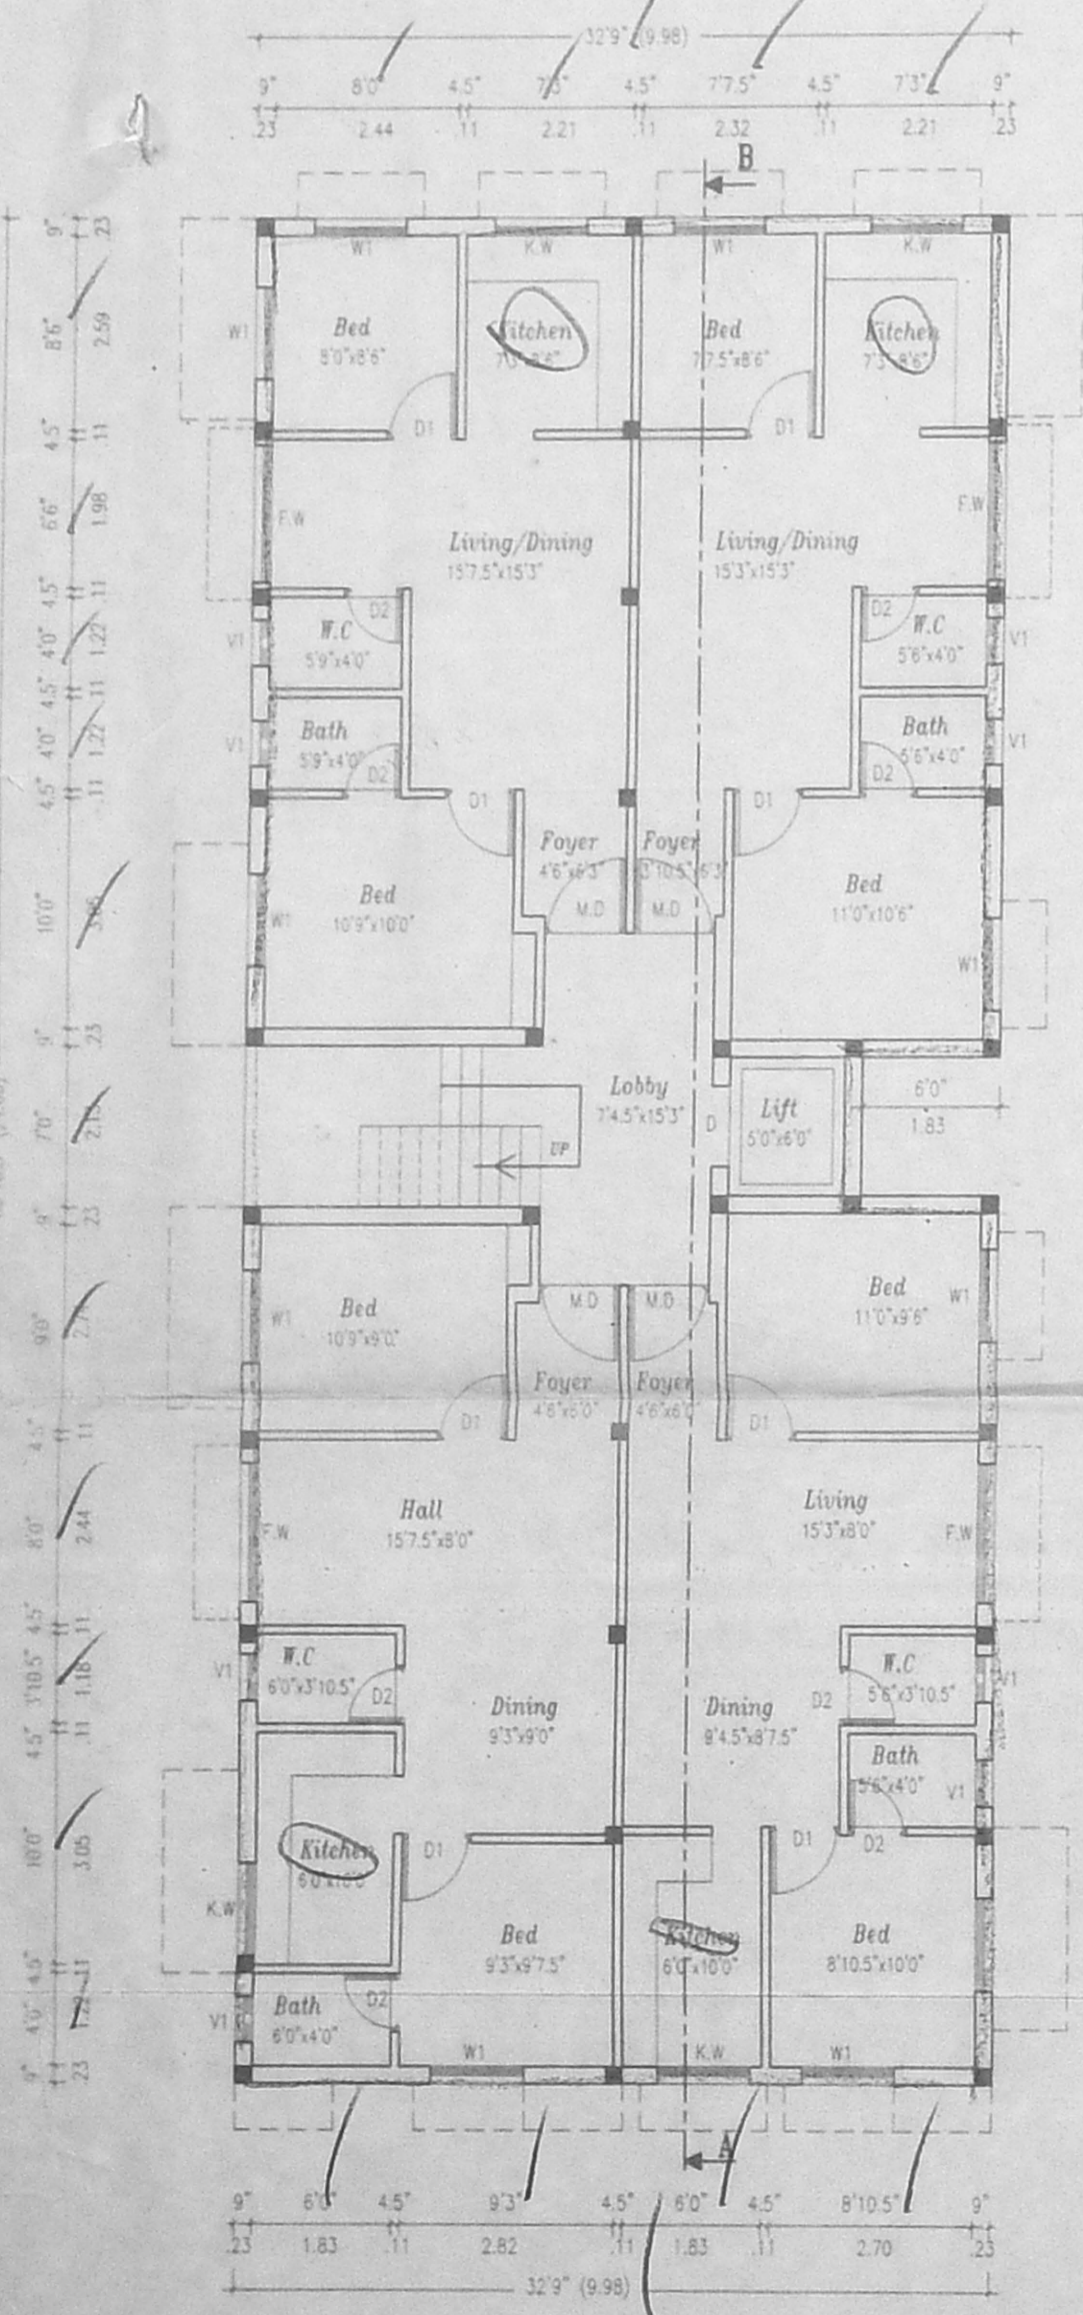 32'9" (9.98)
9" 8'0" 4.5" 7'3" 4.5" 7'7.5" 4.5" 7'3" 9"
.23 2.44 .11 2.21 .11 2.32 .11 2.21 .23
B
9" .23
W1 K.W W1 K.W
W1
8'6" 2.59
Bed Kitchen Bed Kitchen
8'0"x8'6" 7'3"x8'6" 7'7.5"x8'6" 7'3"x8'6"
4.5" .11
D1 D1
6'6" 1.98
F.W F.W
Living/Dining Living/Dining
15'7.5"x15'3" 15'3"x15'3"
4.5" .11
D2 D2
4'0" 1.22
V1 W.C W.C V1
5'9"x4'0" 5'6"x4'0"
4.5" .11
4'0" 1.22
V1 Bath Bath V1
5'9"x4'0" 5'6"x4'0"
D2 D2
4.5" .11
D1 D1
Foyer Foyer
4'6"x6'3" 3'10.5"x6'3"
Bed Bed
10'9"x10'0" 11'0"x10'6"
M.D M.D
10'0" 3.05
W1 W1
9" .23
Lobby Lift 6'0"
7'4.5"x15'3" D 5'0"x6'0" 1.83
7'0" 2.13
UP
9" .23
M.D M.D
Bed Bed
10'9"x9'0" 11'0"x9'6"
W1 W1
9'0" 2.74
Foyer Foyer
4'6"x6'0" 4'6"x6'0"
D1 D1
4.5" .11
Hall Living
15'7.5"x8'0" 15'3"x8'0"
8'0" 2.44
F.W F.W
4.5" .11
3'10.5" 1.18
V1 W.C W.C V1
6'0"x3'10.5" 5'6"x3'10.5"
D2 D2
Dining Dining
9'3"x9'0" 9'4.5"x8'7.5"
4.5" .11
Bath
5'6"x4'0" V1
10'0" 3.05
Kitchen D1 D1 D2
6'0"x10'0"
K.W
Bed Kitchen Bed
9'3"x9'7.5" 6'0"x10'0" 8'10.5"x10'0"
4.5" .11
4'0" 1.22
V1 Bath D2
6'0"x4'0"
W1 K.W W1
9" .23
A
9" 6'0" 4.5" 9'3" 4.5" 6'0" 4.5" 8'10.5" 9"
.23 1.83 .11 2.82 .11 1.83 .11 2.70 .23
32'9" (9.98)